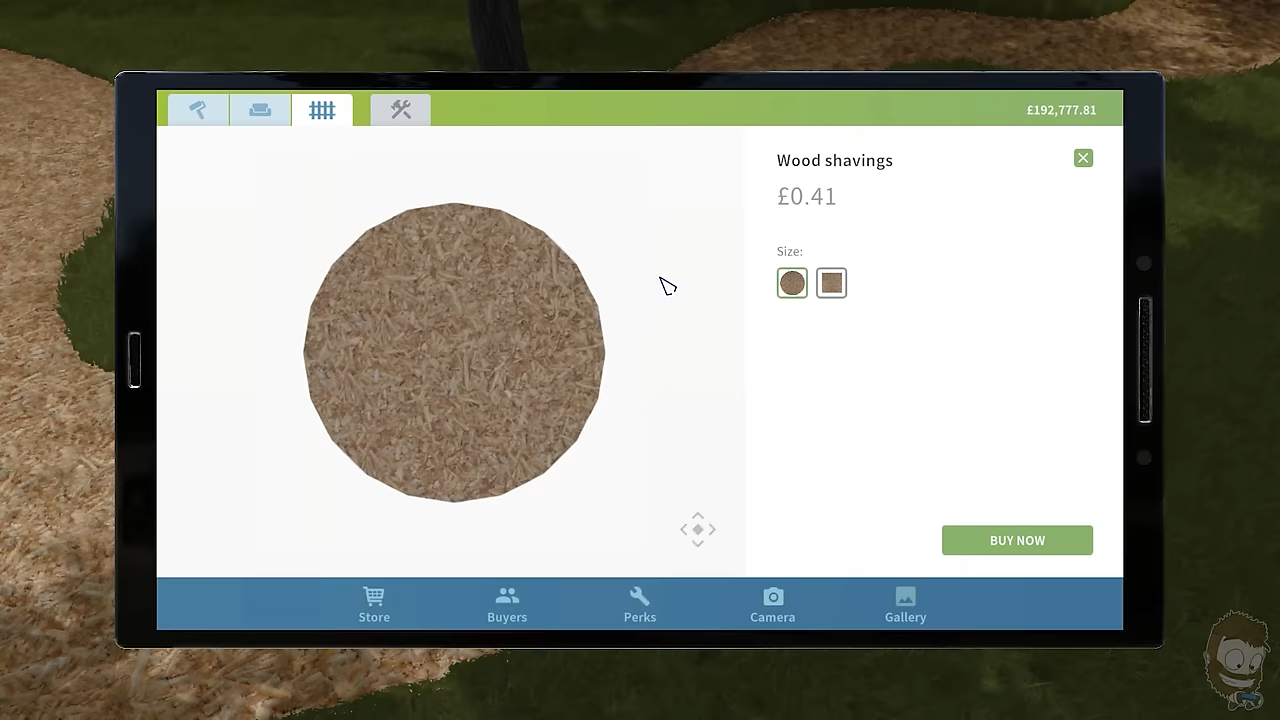 £192,777.81
Wood shavings
£0.41
Size:
BUY NOW
Store
Buyers
Perks
Camera
Gallery